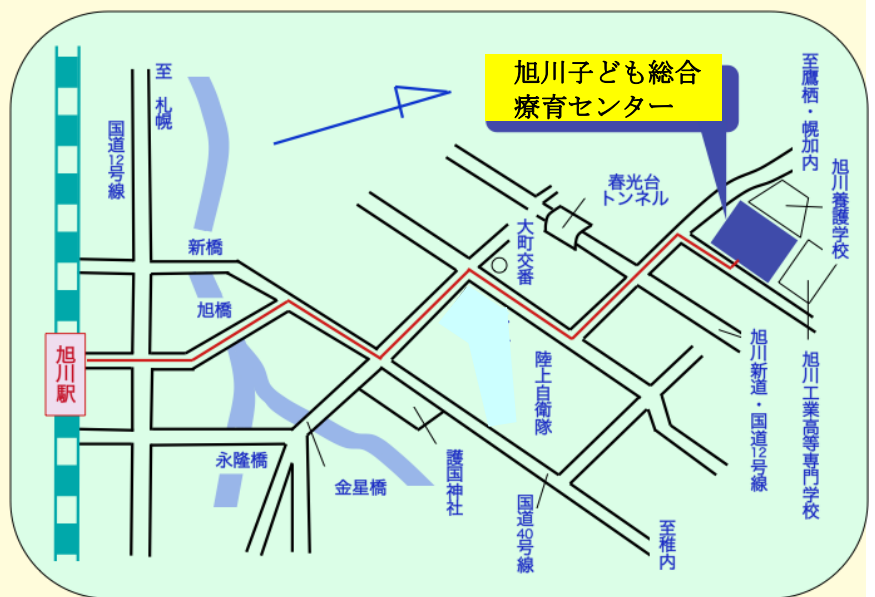 旭川子ども総合
療育センター
至 札幌
国道12号線
新橋
旭橋
旭川駅
永隆橋
金星橋
護国神社
国道40号線
至稚内
陸上自衛隊
大町交番
春光台
トンネル
至鷹栖・幌加内
旭川養護学校
旭川新道・国道12号線
旭川工業高等専門学校